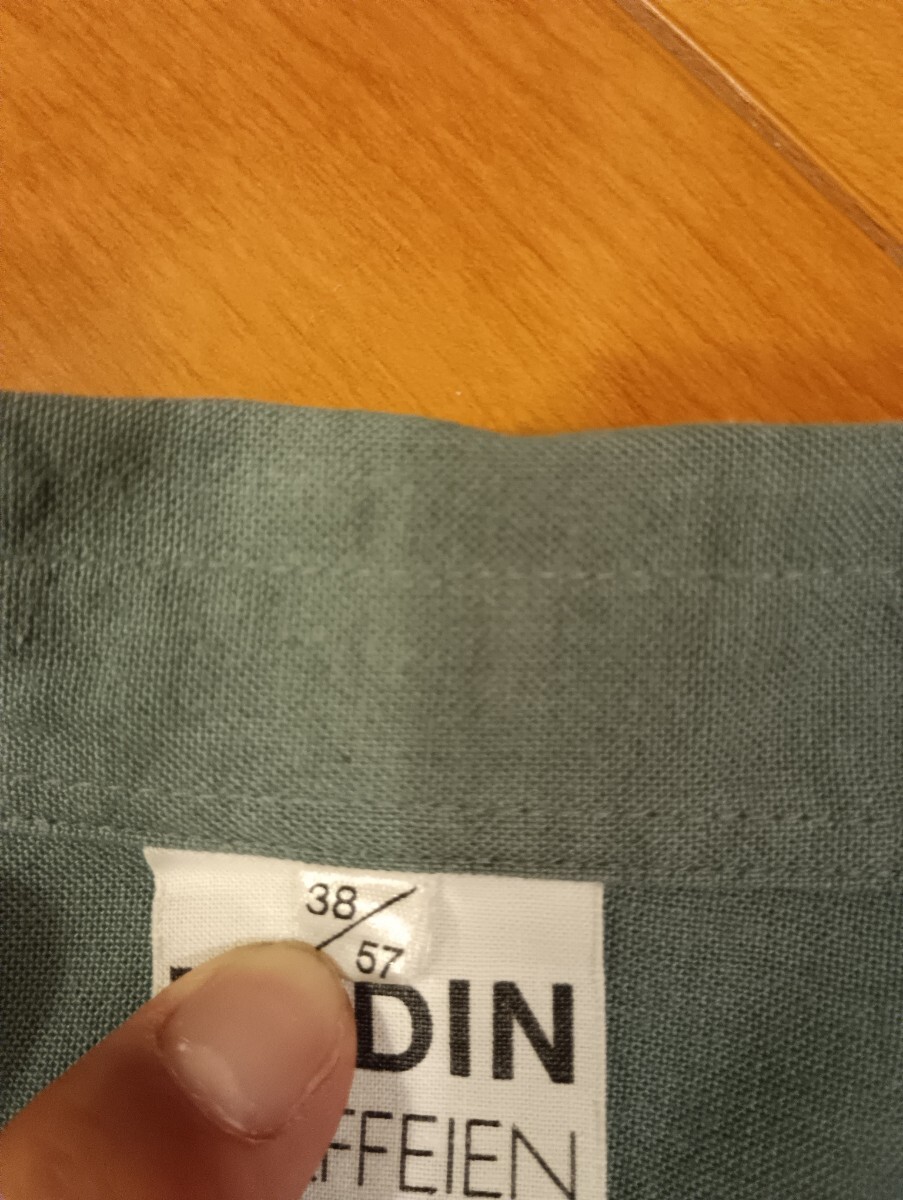 38/57
DIN
FFEIEN